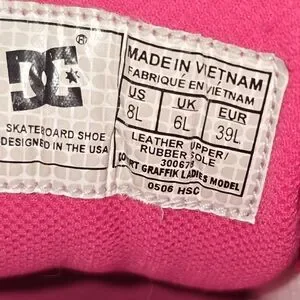 DC ®
SKATEBOARD SHOE
DESIGNED IN THE USA
MADE IN VIETNAM
FABRIQUÉ EN VIETNAM
US UK EUR
8L 6L 39L
LEATHER UPPER/
RUBBER SOLE
300678
COURT GRAFFIK LADIES MODEL
0506 HSC